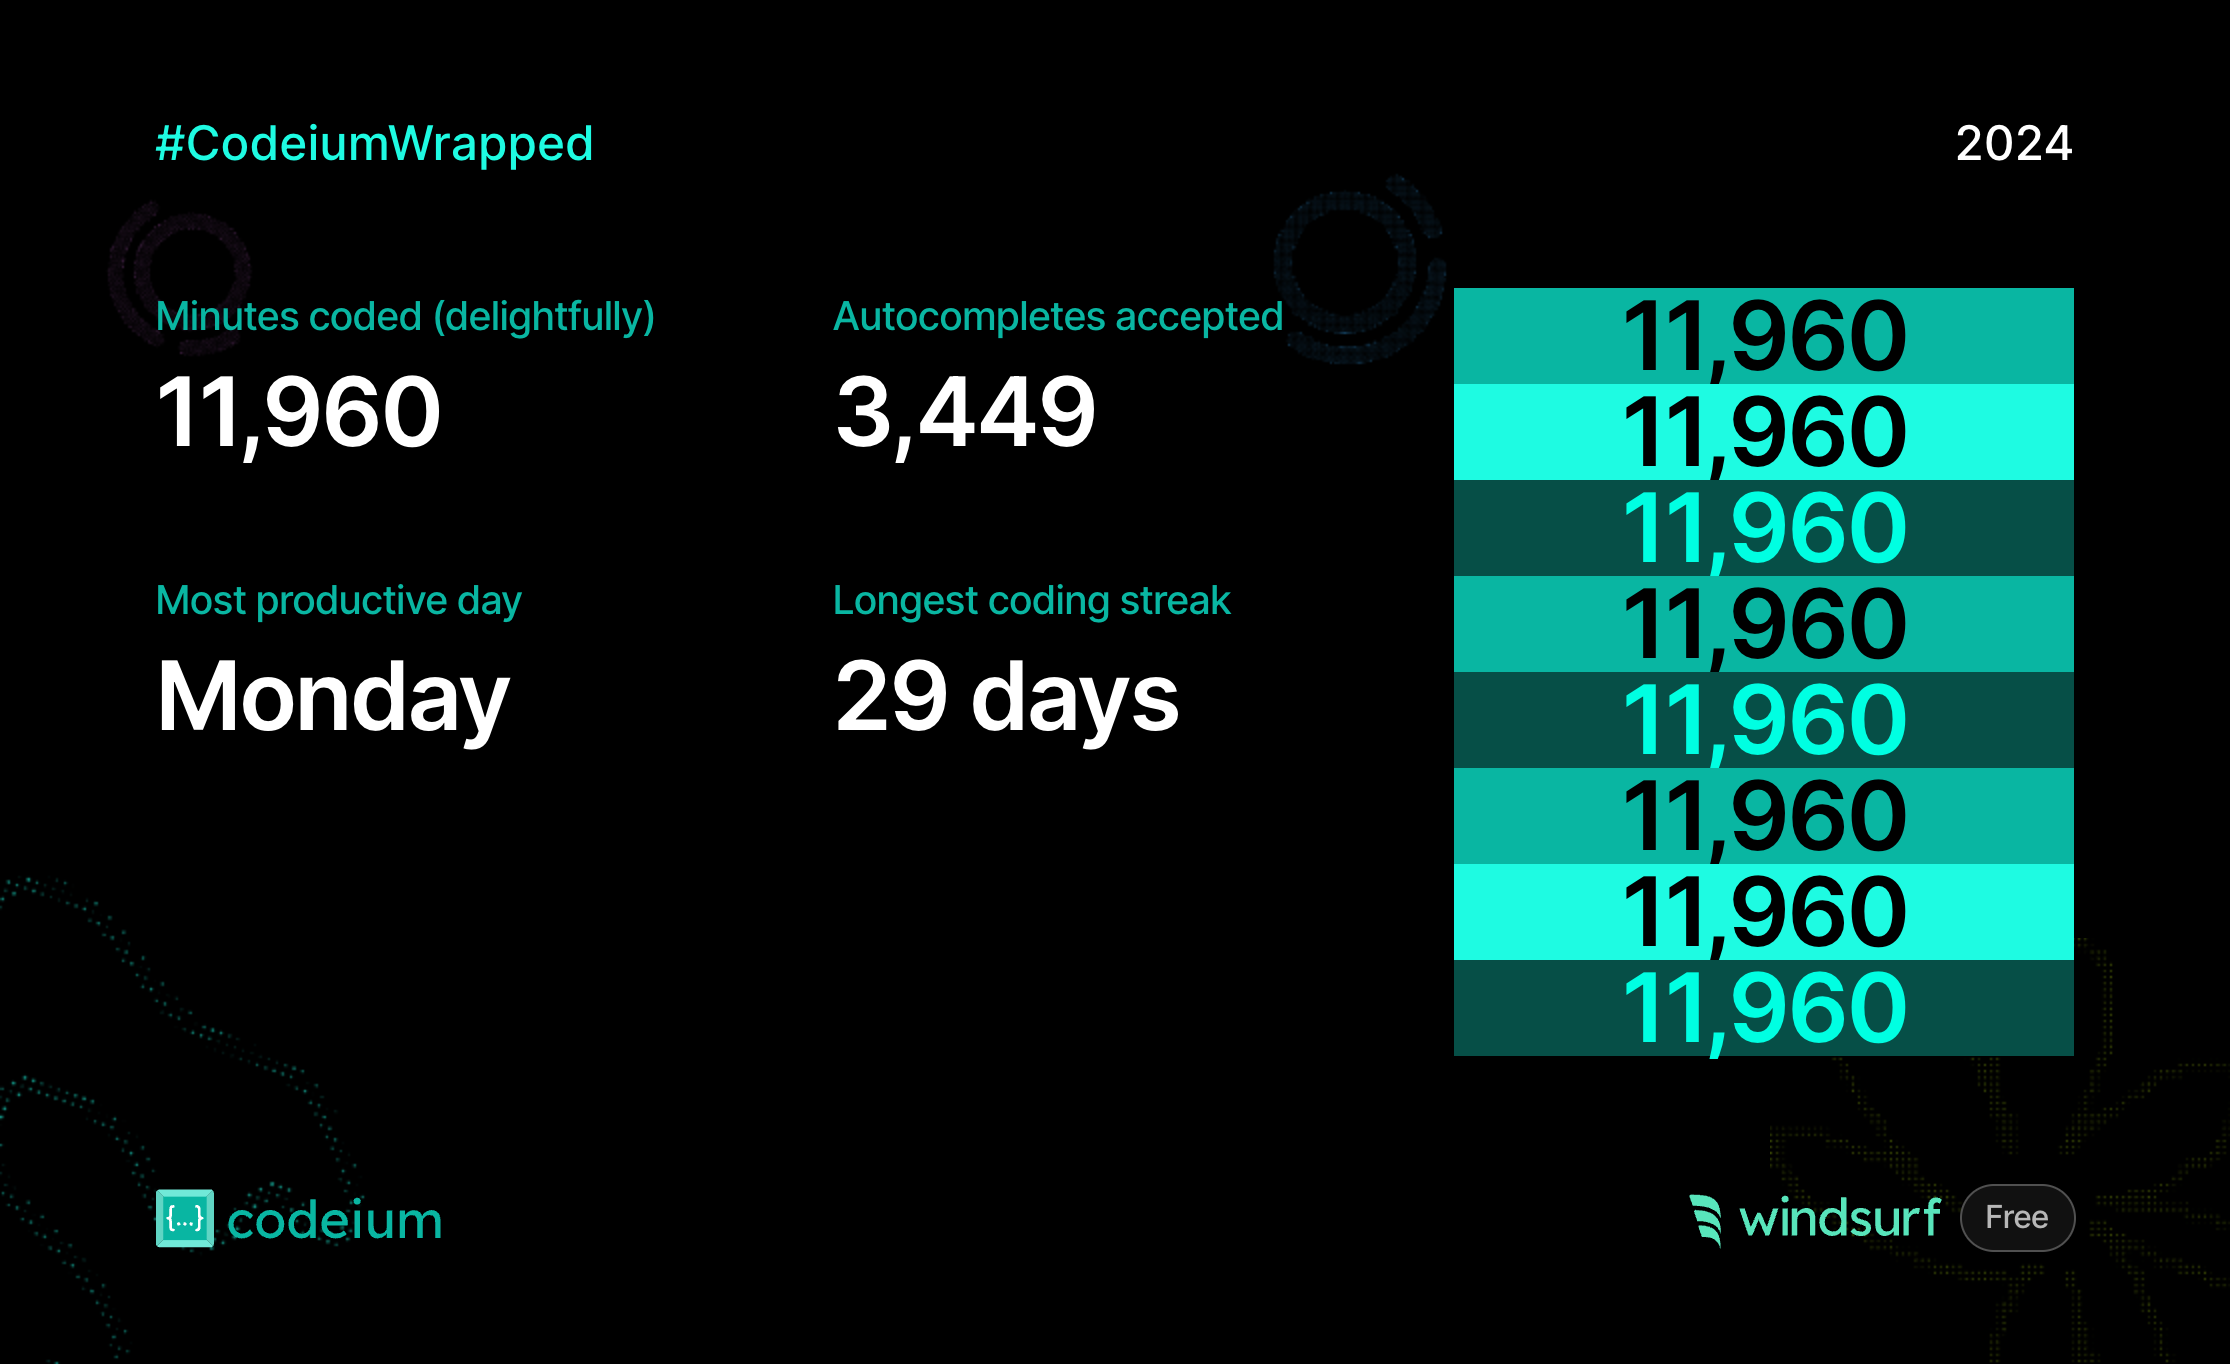 #CodeiumWrapped
2024
Minutes coded (delightfully)
11,960
Autocompletes accepted
3,449
Most productive day
Monday
Longest coding streak
29 days
11,960
11,960
11,960
11,960
11,960
11,960
11,960
11,960
{...} codeium
windsurf
Free